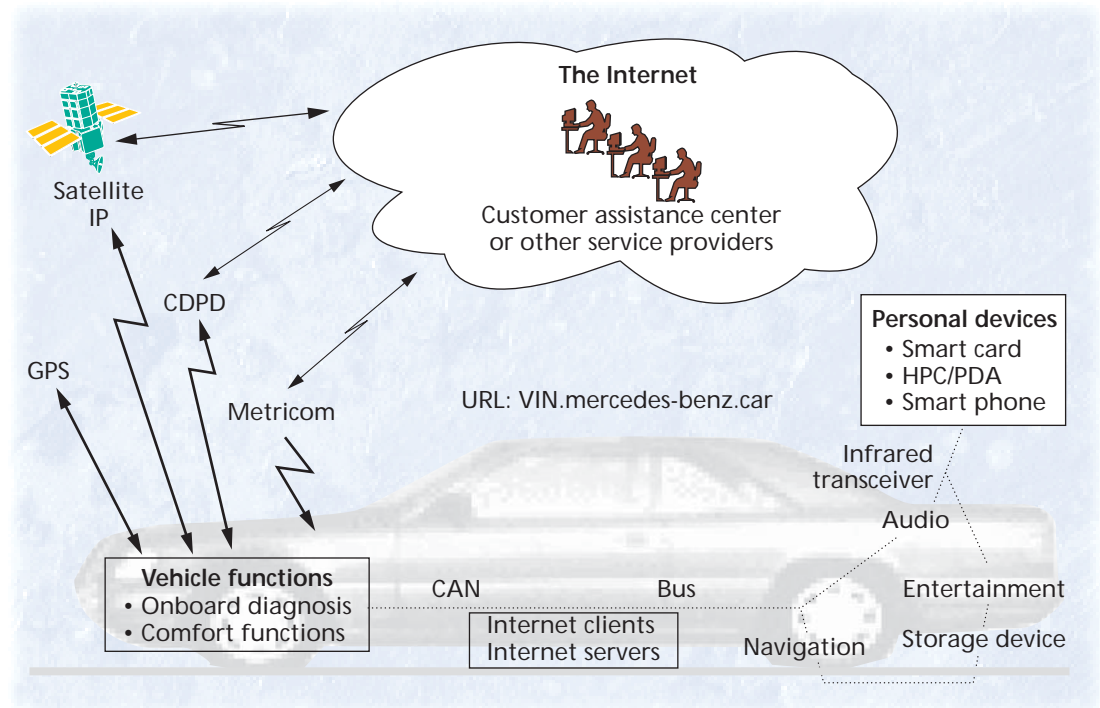 The Internet
Customer assistance center
or other service providers
Satellite
IP
CDPD
GPS
Metricom
URL: VIN.mercedes-benz.car
Personal devices
• Smart card
• HPC/PDA
• Smart phone
Infrared
transceiver
Audio
Vehicle functions
• Onboard diagnosis
• Comfort functions
CAN
Bus
Internet clients
Internet servers
Entertainment
Navigation
Storage device